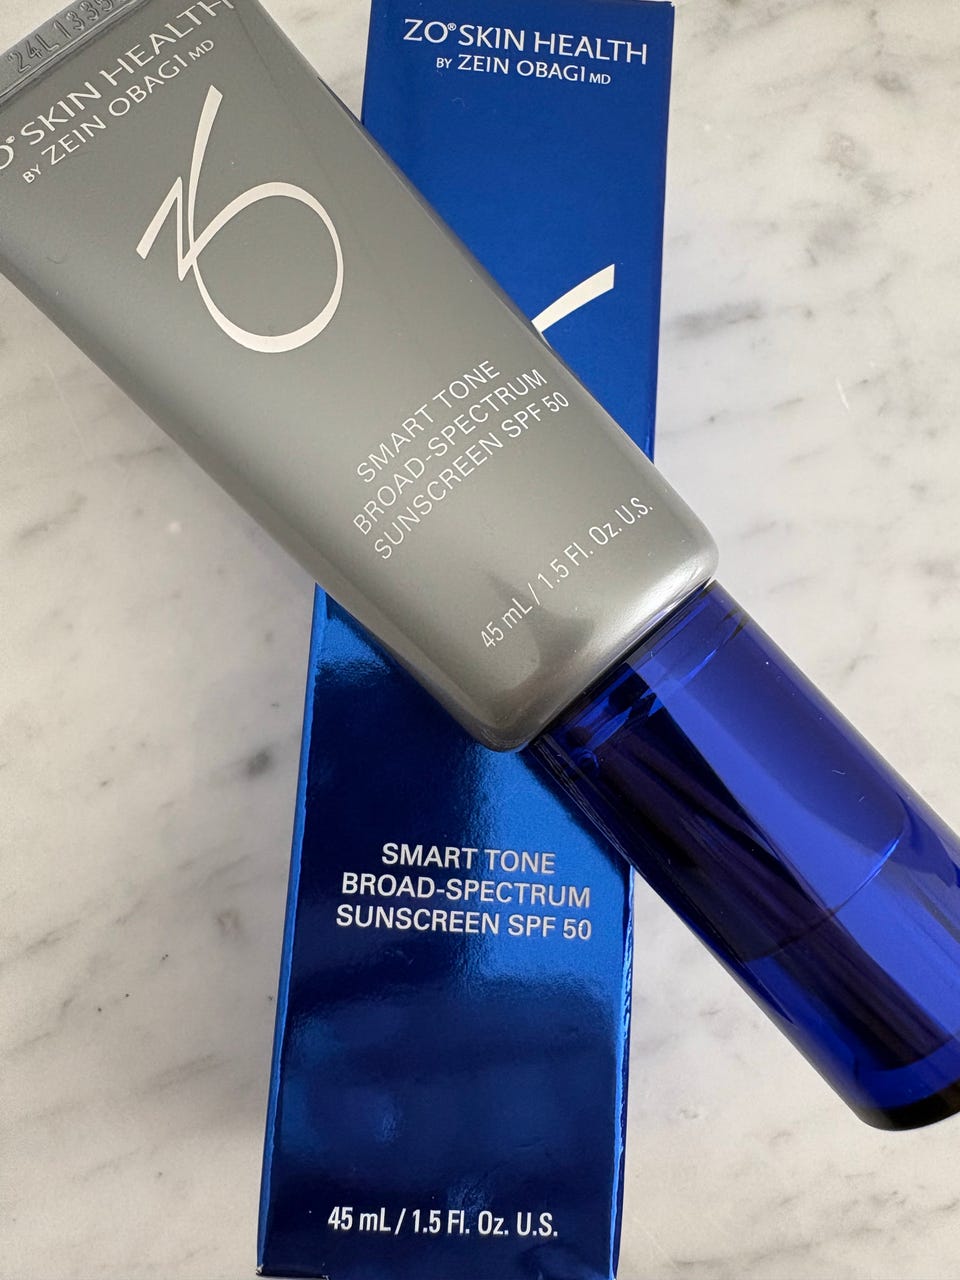 ZO® SKIN HEALTH
BY ZEIN OBAGI MD
SMART TONE
BROAD-SPECTRUM
SUNSCREEN SPF 50
45 mL / 1.5 Fl. Oz. U.S.
ZO® SKIN HEALTH
BY ZEIN OBAGI MD
SMART TONE
BROAD-SPECTRUM
SUNSCREEN SPF 50
45 mL / 1.5 Fl. Oz. U.S.